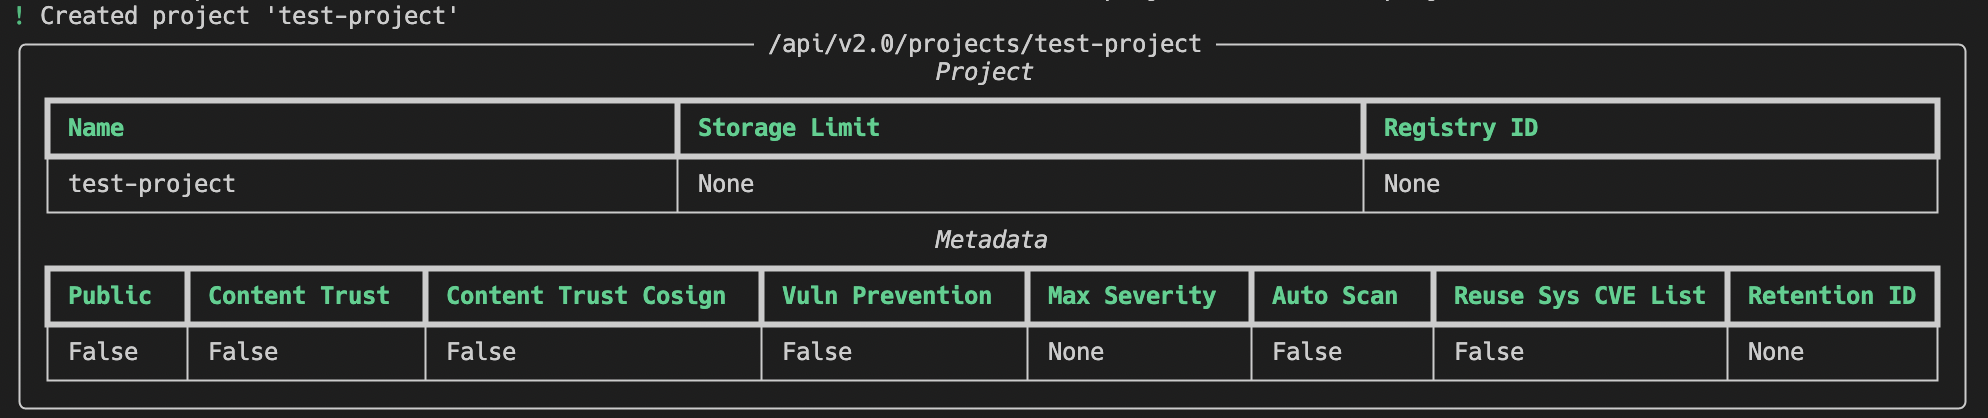 ! Created project 'test-project'
/api/v2.0/projects/test-project
Project
Name Storage Limit Registry ID
test-project None None
Metadata
Public Content Trust Content Trust Cosign Vuln Prevention Max Severity Auto Scan Reuse Sys CVE List Retention ID
False False False False None False False None